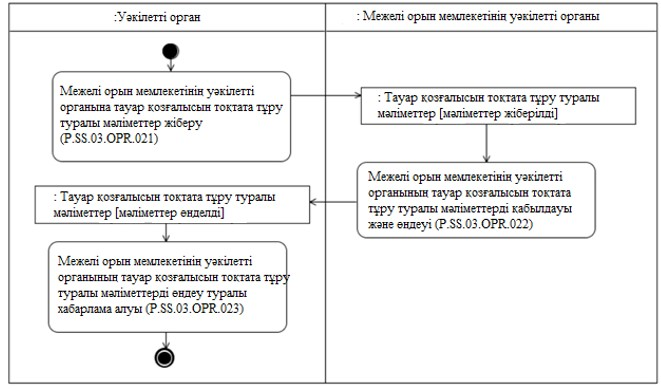 :Уәкілетті орган
: Межелі орын мемлекетінің уәкілетті органы
Межелі орын мемлекетінің уәкілетті
органына тауар қозғалысын тоқтата тұру
туралы мәліметтер жіберу
(P.SS.03.OPR.021)
: Тауар қозғалысын тоқтата тұру туралы
мәліметтер [мәліметтер жіберілді]
Межелі орын мемлекетінің уәкілетті
органының тауар қозғалысын тоқтата
тұру туралы мәліметтерді қабылдауы
және өңдеуі (P.SS.03.OPR.022)
: Тауар қозғалысын тоқтата тұру туралы
мәліметтер [мәліметтер өңделді]
Межелі орын мемлекетінің уәкілетті
органының тауар қозғалысын тоқтата тұру
туралы мәліметтерді өңдеу туралы
хабарлама алуы (P.SS.03.OPR.023)